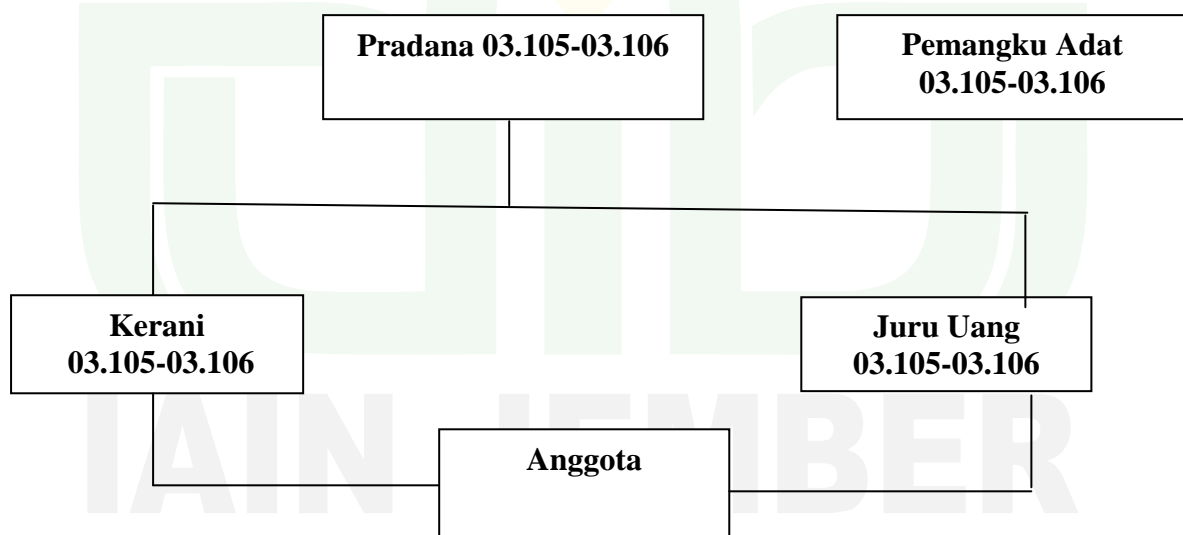 Pradana 03.105-03.106
Pemangku Adat
03.105-03.106
Kerani
03.105-03.106
Juru Uang
03.105-03.106
Anggota
IAIN JEMBER